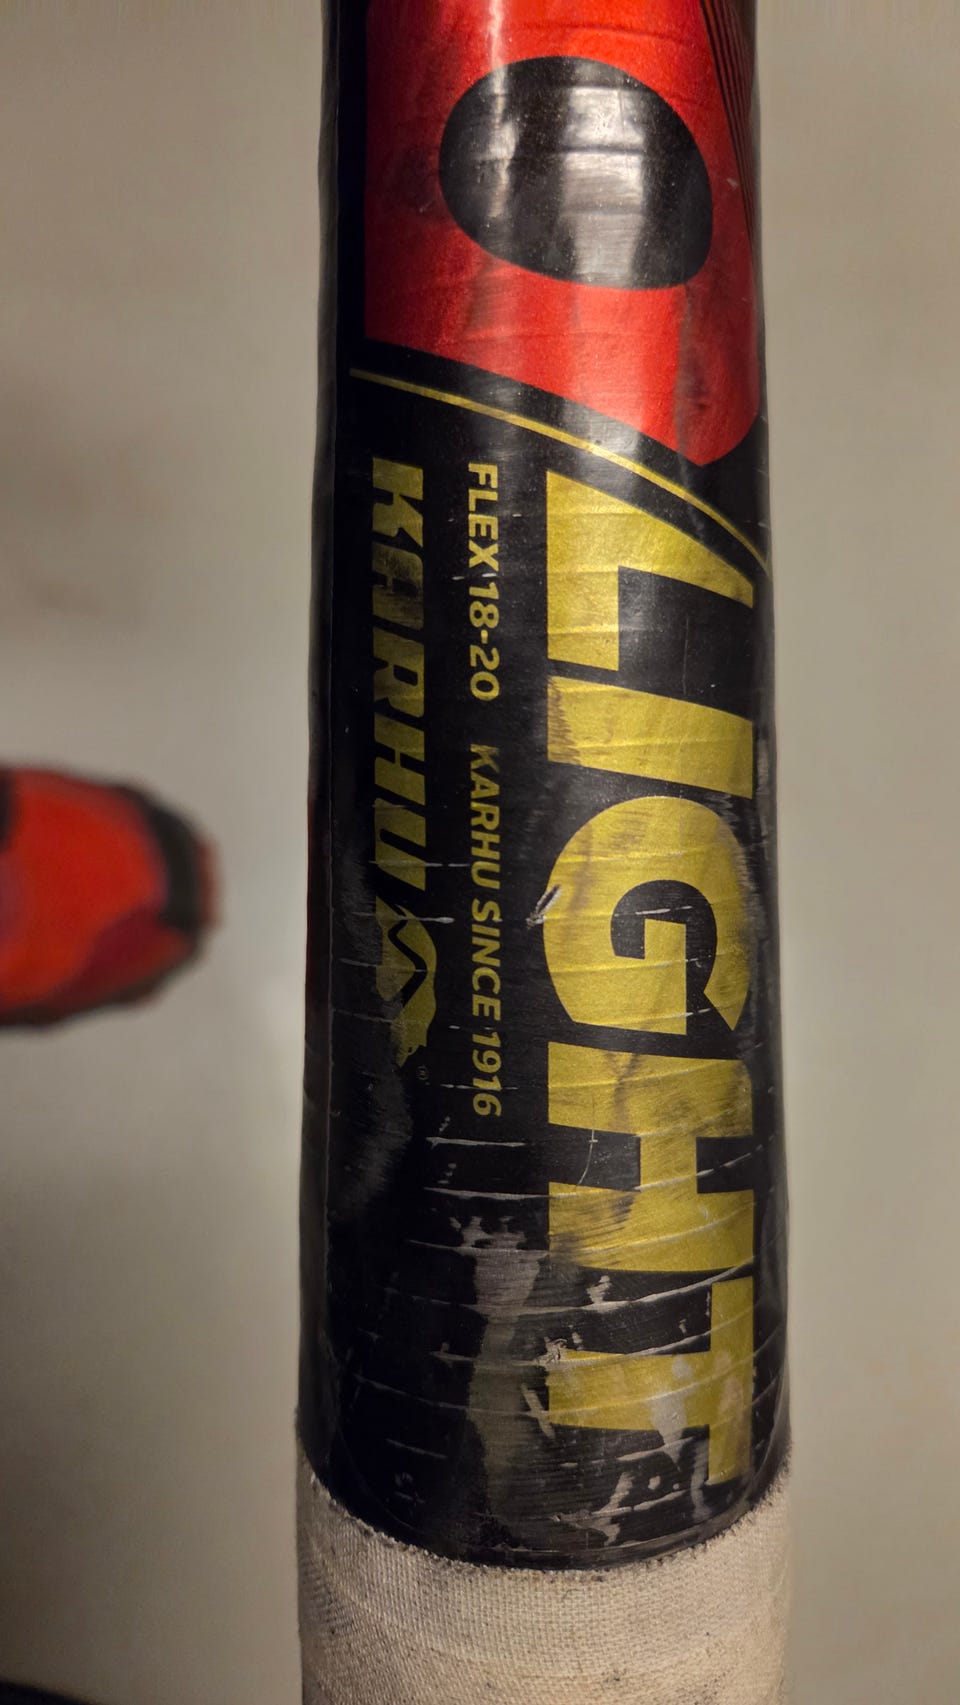 LIGHT
FLEX 18-20 KARHU SINCE 1916
KARHU ®